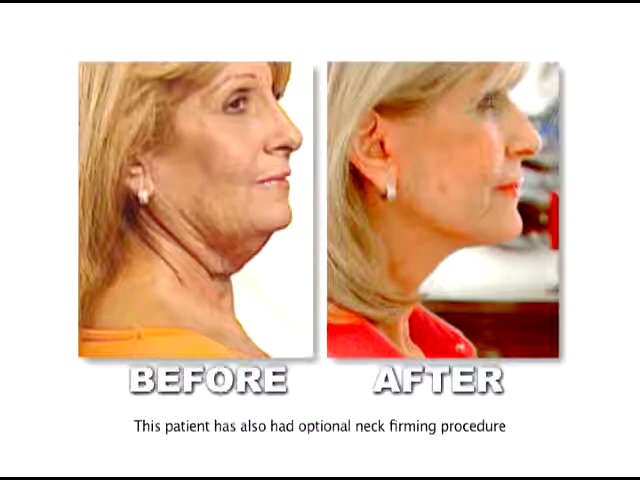 BEFORE AFTER
This patient has also had optional neck firming procedure